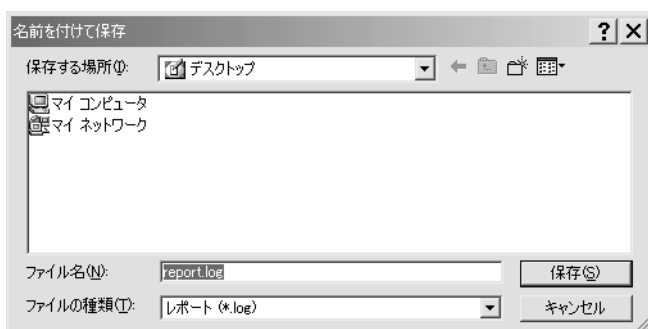 名前を付けて保存
保存する場所(I): デスクトップ
マイ コンピュータ
マイ ネットワーク
ファイル名(N): report.log 保存(S)
ファイルの種類(T): レポート (*.log) キャンセル